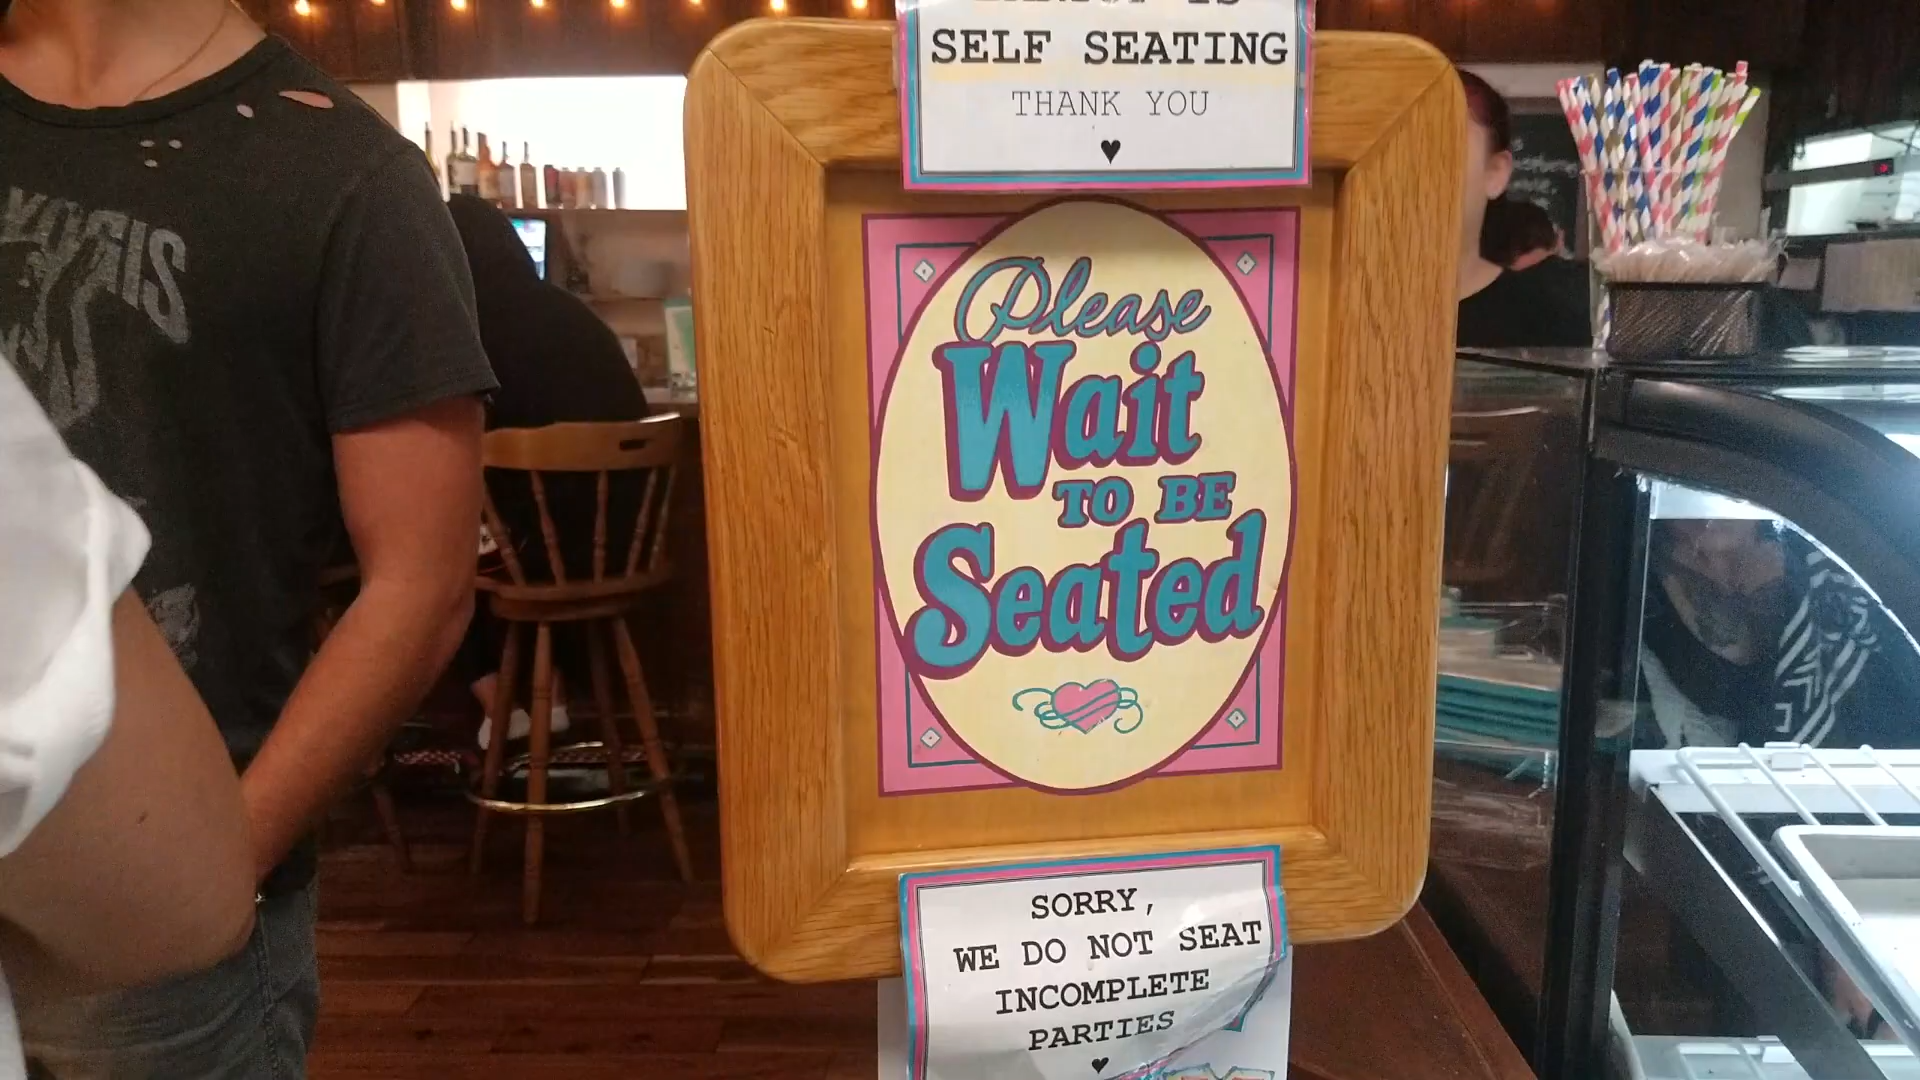 SELF SEATING
THANK YOU
♥
Please
Wait
TO BE
Seated
SORRY,
WE DO NOT SEAT
INCOMPLETE
PARTIES
♥